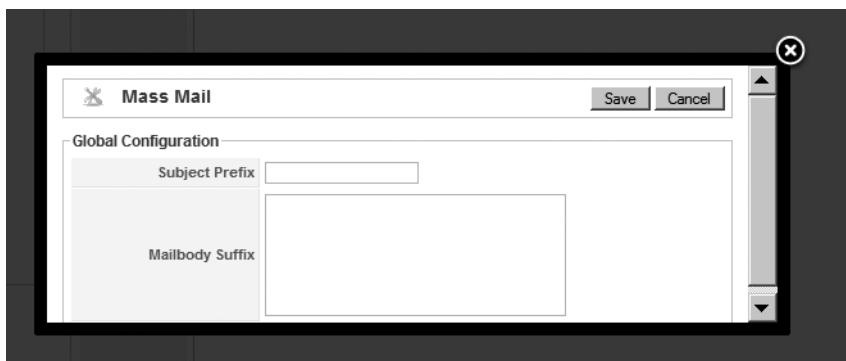 Mass Mail
Save Cancel
Global Configuration
Subject Prefix
Mailbody Suffix